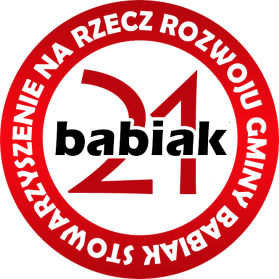 STOWARZYSZENIE NA RZECZ ROZWOJU GMINY BABIAK
21
babiak